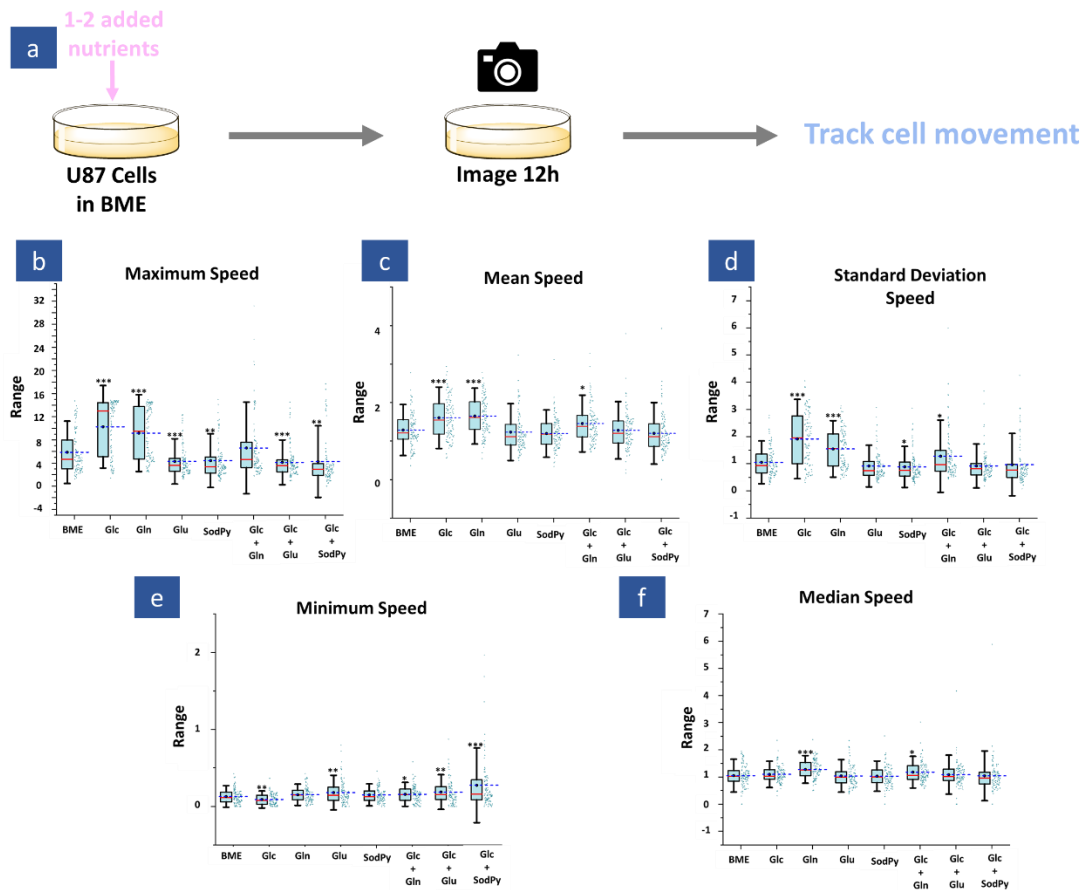 a
1-2 added
nutrients
U87 Cells
in BME
Image 12h
Track cell movement
b
Maximum Speed
Range
32
28
24
20
16
12
8
4
0
-4
***
***
***
**
***
**
BME
Glc
Gln
Glu
SodPy
Glc
+
Gln
Glc
+
Glu
Glc
+
SodPy
c
Mean Speed
Range
4
2
0
***
***
*
BME
Glc
Gln
Glu
SodPy
Glc
+
Gln
Glc
+
Glu
Glc
+
SodPy
d
Standard Deviation
Speed
Range
7
6
5
4
3
2
1
0
-1
***
***
*
*
BME
Glc
Gln
Glu
SodPy
Glc
+
Gln
Glc
+
Glu
Glc
+
SodPy
e
Minimum Speed
Range
2
1
0
**
**
*
**
***
BME
Glc
Gln
Glu
SodPy
Glc
+
Gln
Glc
+
Glu
Glc
+
SodPy
f
Median Speed
Range
7
6
5
4
3
2
1
0
-1
***
*
BME
Glc
Gln
Glu
SodPy
Glc
+
Gln
Glc
+
Glu
Glc
+
SodPy